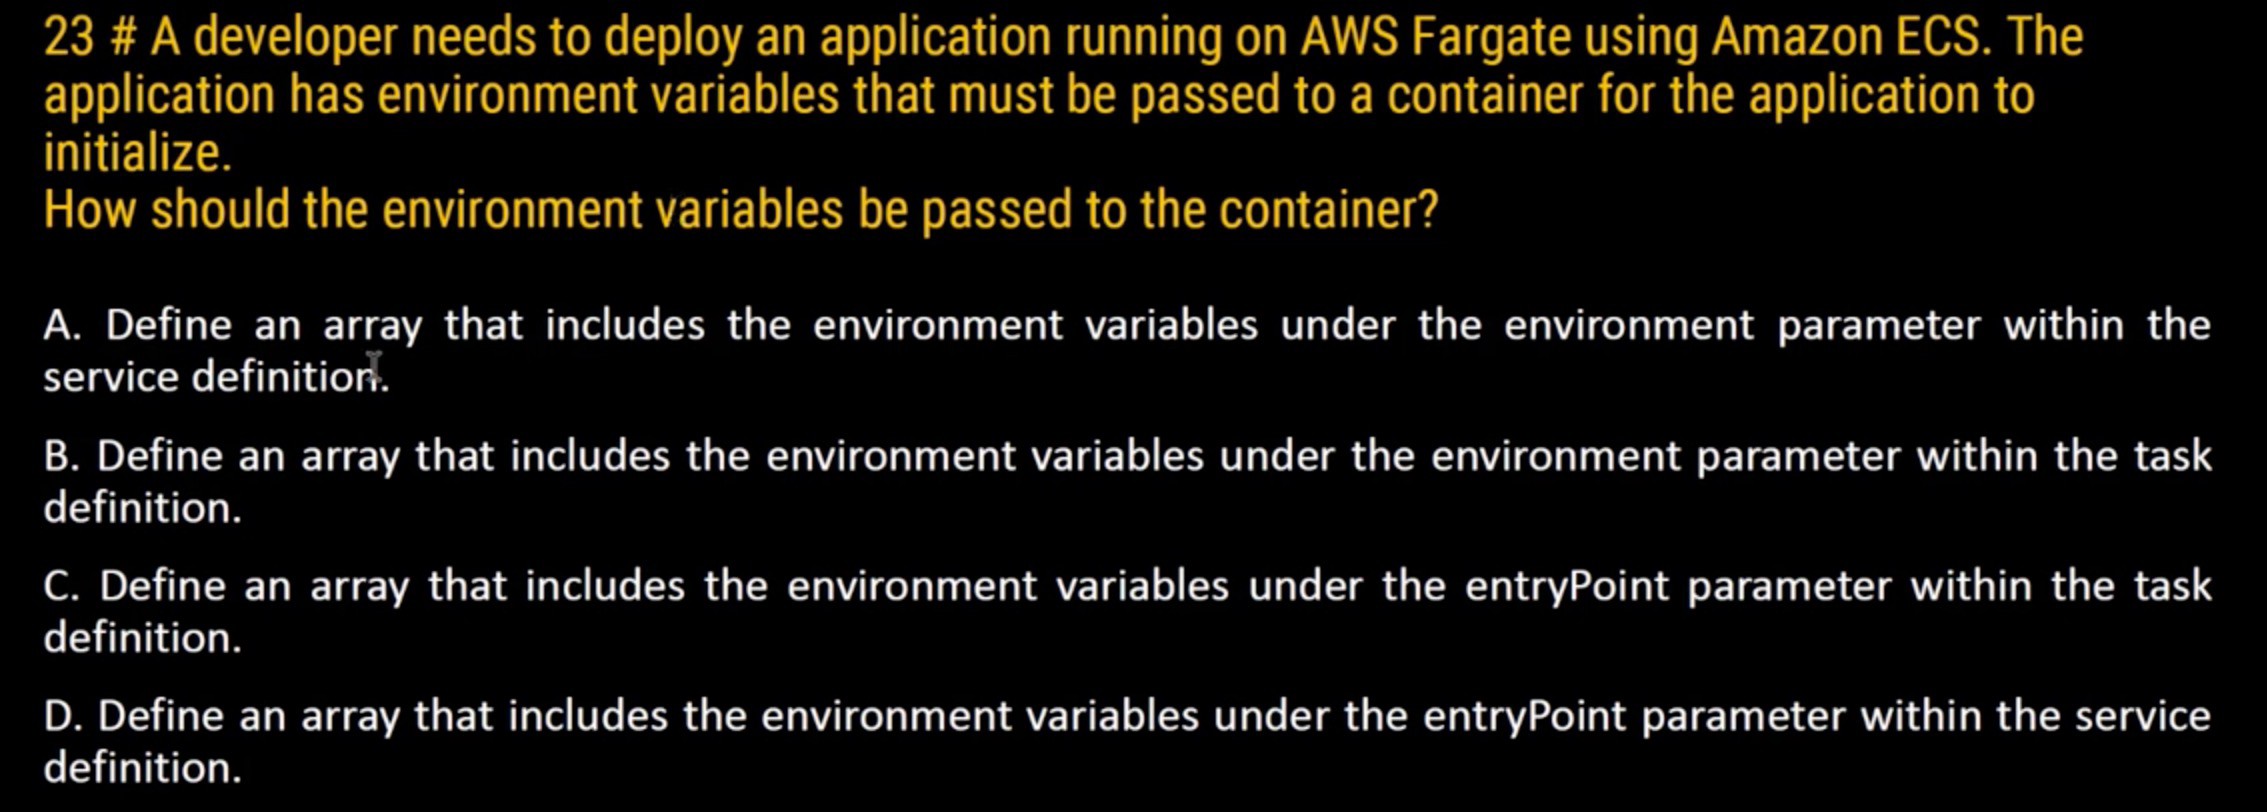 23 # A developer needs to deploy an application running on AWS Fargate using Amazon ECS. The
application has environment variables that must be passed to a container for the application to
initialize.
How should the environment variables be passed to the container?
A. Define an array that includes the environment variables under the environment parameter within the
service definition.
B. Define an array that includes the environment variables under the environment parameter within the task
definition.
C. Define an array that includes the environment variables under the entryPoint parameter within the task
definition.
D. Define an array that includes the environment variables under the entryPoint parameter within the service
definition.